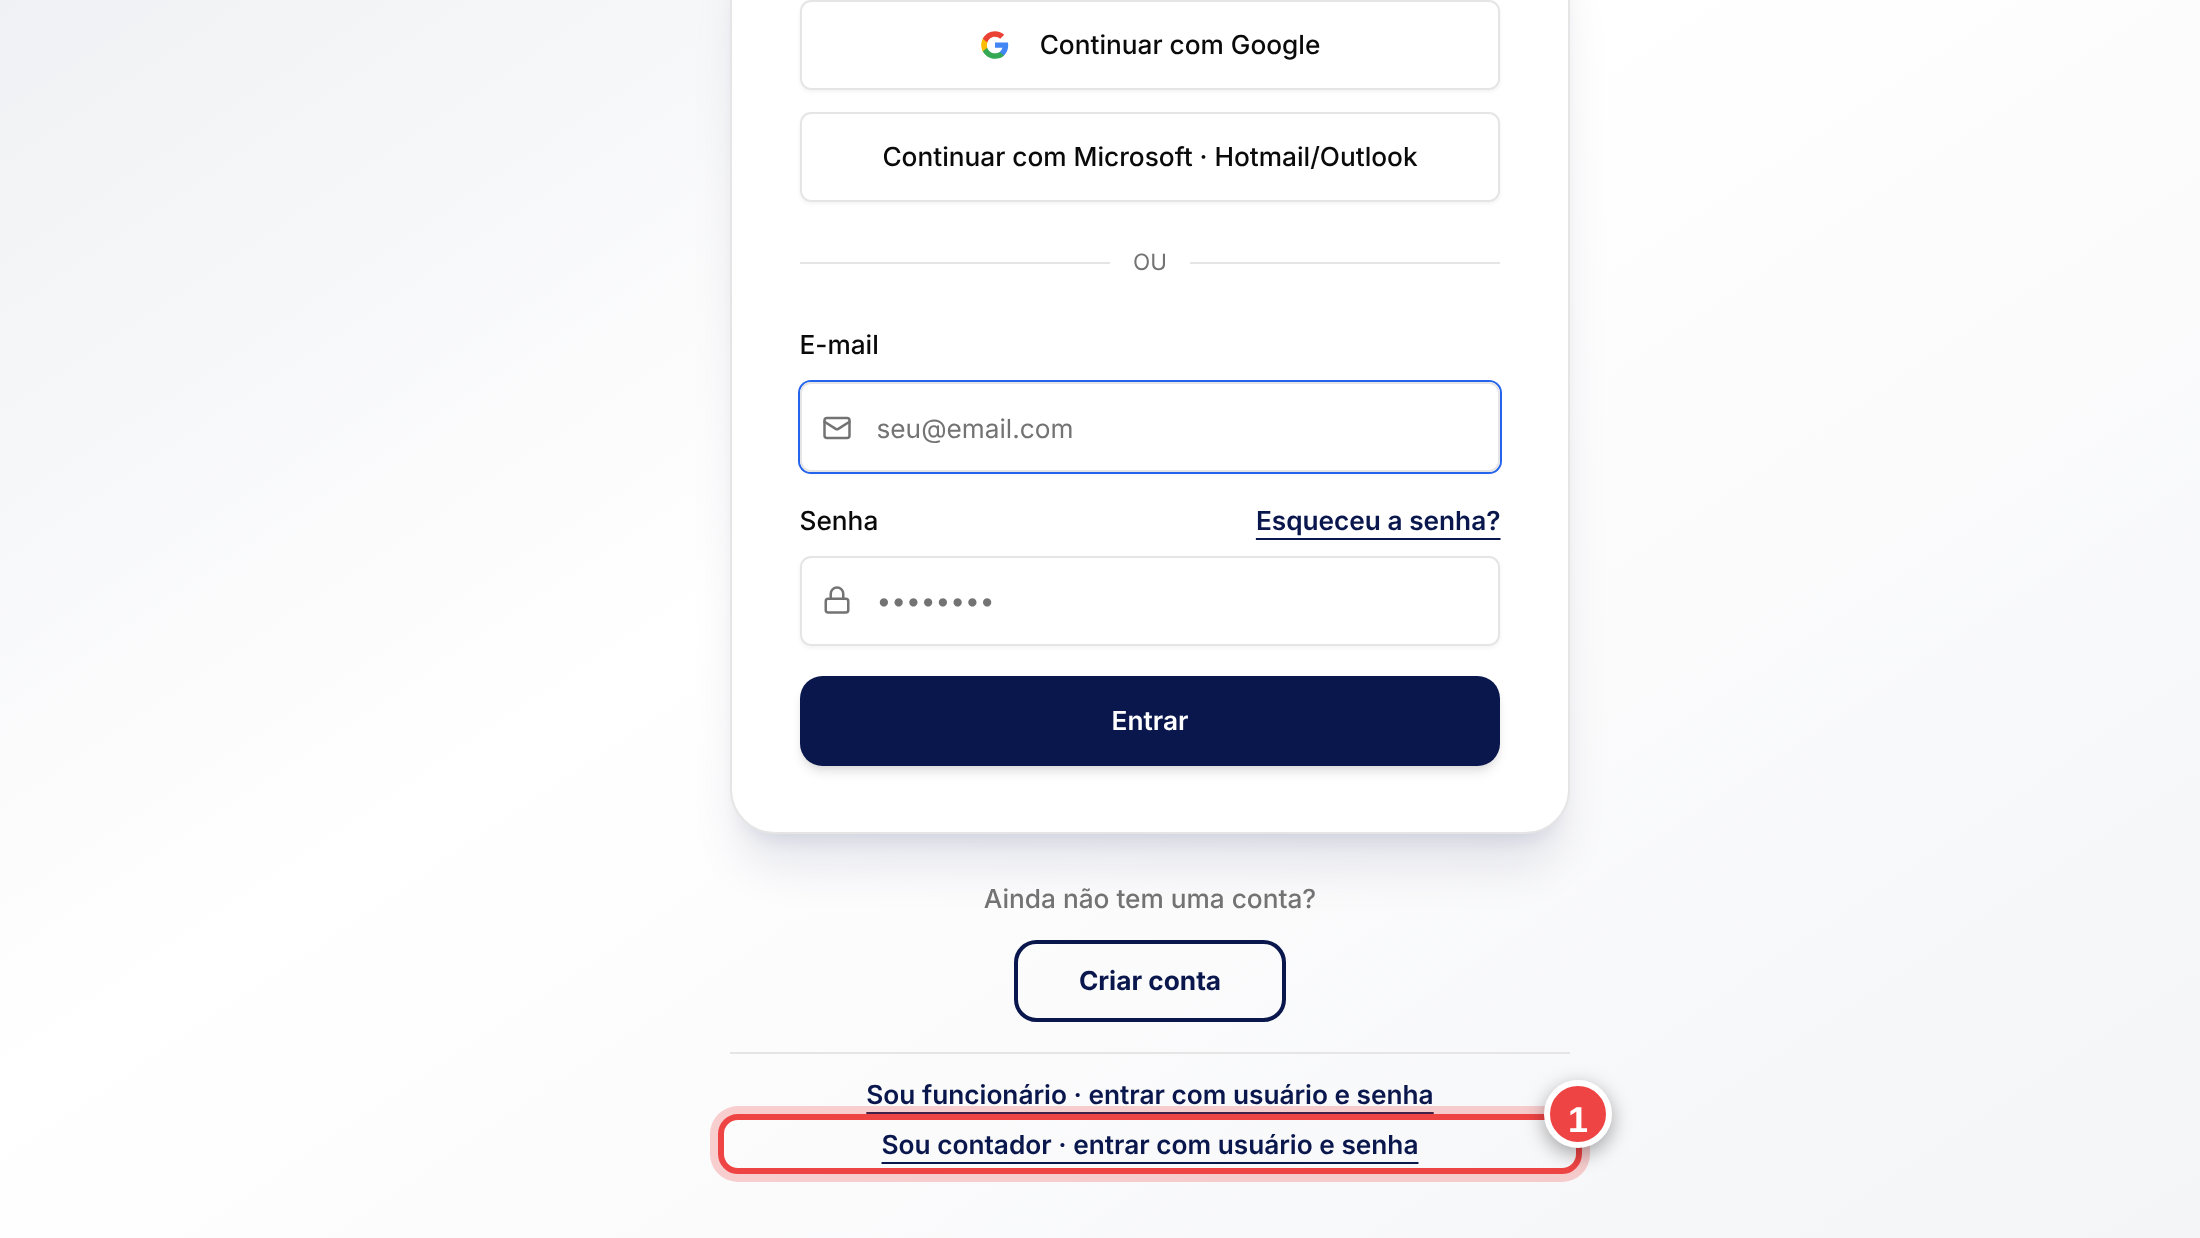 Continuar com Google
Continuar com Microsoft · Hotmail/Outlook
OU
E-mail
seu@email.com
Senha
Esqueceu a senha?
••••••••
Entrar
Ainda não tem uma conta?
Criar conta
Sou funcionário · entrar com usuário e senha
1
Sou contador · entrar com usuário e senha